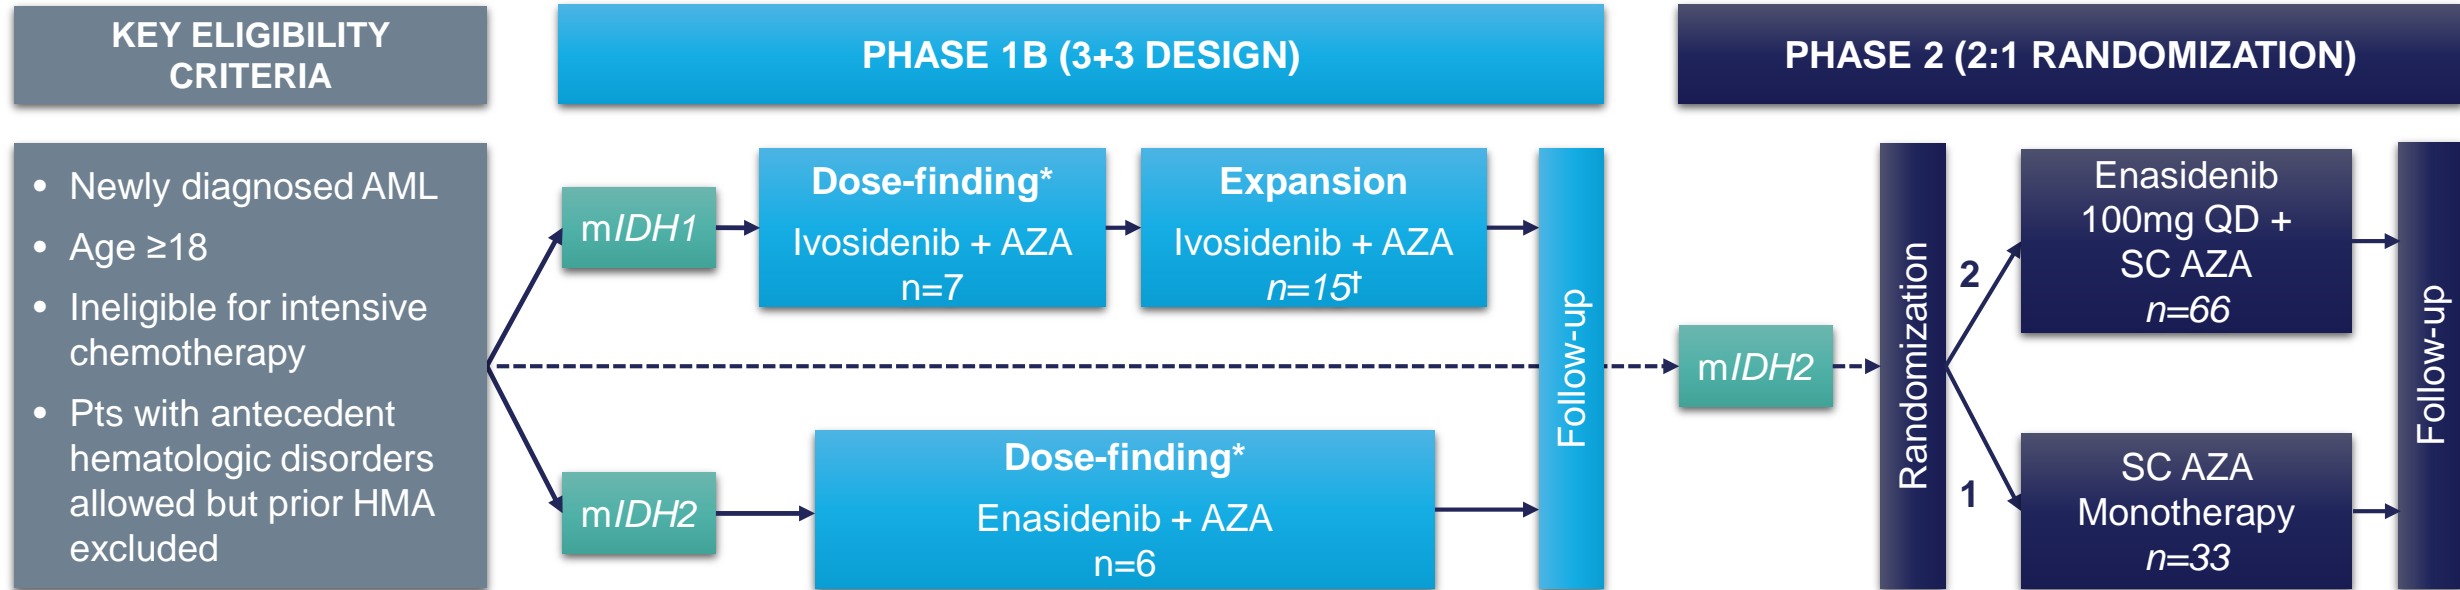 KEY ELIGIBILITY
CRITERIA
• Newly diagnosed AML
• Age ≥18
• Ineligible for intensive
chemotherapy
• Pts with antecedent
hematologic disorders
allowed but prior HMA
excluded
PHASE 1B (3+3 DESIGN)
mIDH1
Dose-finding*
Ivosidenib + AZA
n=7
Expansion
Ivosidenib + AZA
n=15†
mIDH2
Dose-finding*
Enasidenib + AZA
n=6
Follow-up
PHASE 2 (2:1 RANDOMIZATION)
mIDH2
Randomization
2
Enasidenib
100mg QD +
SC AZA
n=66
1
SC AZA
Monotherapy
n=33
Follow-up